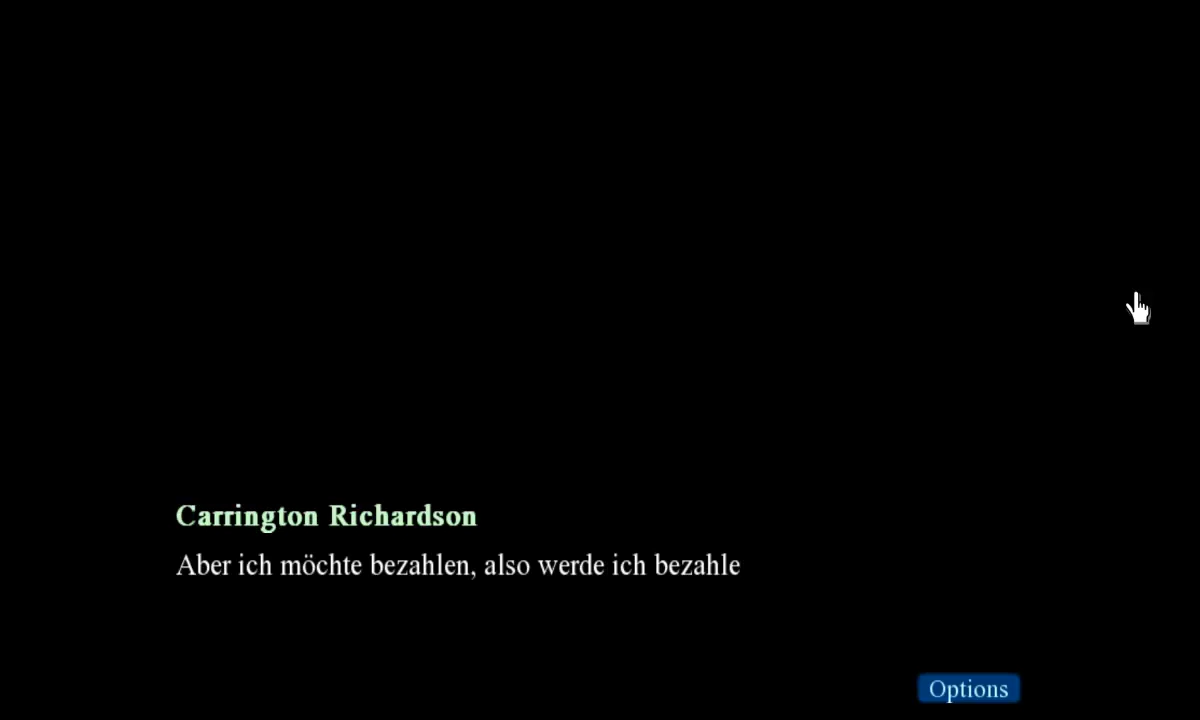 Carrington Richardson
Aber ich möchte bezahlen, also werde ich bezahle
Options